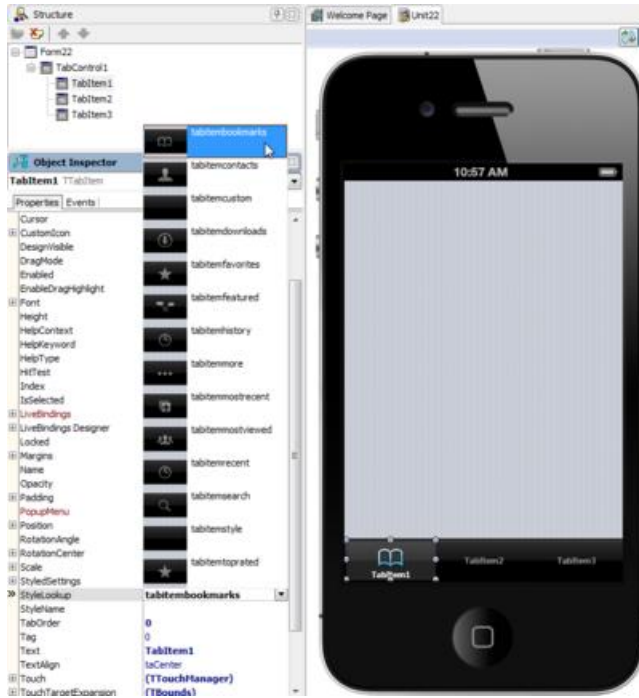 Structure
Form22
TabControl1
TabItem1
TabItem2
TabItem3
Object Inspector
TabItem1 TTabItem
Properties Events
Cursor
CustomIcon
DesignVisible
DragMode
Enabled
EnableDragHighlight
Font
Height
HelpContext
HelpKeyword
HelpType
HitTest
Index
IsSelected
LiveBindings
LiveBindings Designer
Locked
Margins
Name
Opacity
Padding
PopupMenu
Position
RotationAngle
RotationCenter
Scale
StyledSettings
StyleLookup tabitembookmarks
StyleName
TabOrder 0
Tag 0
Text TabItem1
TextAlign taCenter
Touch (TTouchManager)
TouchTargetExpansion (TBounds)
tabitembookmarks
tabitemcontacts
tabitemcustom
tabitemdownloads
tabitemfavorites
tabitemfeatured
tabitemhistory
tabitemmore
tabitemmostrecent
tabitemmostviewed
tabitemrecent
tabitemsearch
tabitemstyle
tabitemtoprated
Welcome Page Unit22
10:57 AM
TabItem1 TabItem2 TabItem3